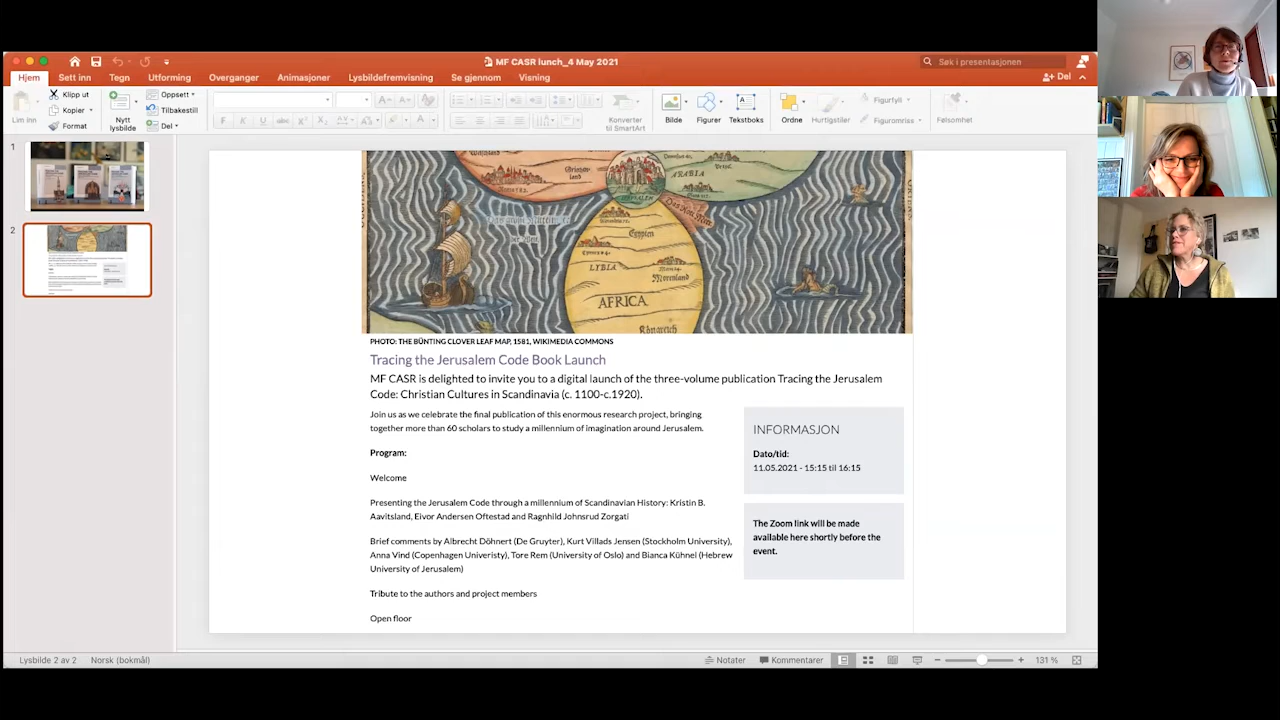 MF CASR lunch_4 May 2021
Søk i presentasjonen
Hjem Sett inn Tegn Utforming Overganger Animasjoner Lysbildefremvisning Se gjennom Visning
Del
Lim inn
Klipp ut
Kopier
Format
Nytt
lysbilde
Oppsett
Tilbakestill
Del
Konverter
til SmartArt
Bilde
Figurer
Tekstboks
Ordne
Hurtigstiler
Figurfyll
Figuromriss
Følsomhet
1
2
ARABIA
JERUSALEM
Egypten
LYBIA
Morenland
AFRICA
Königreich
PHOTO: THE BÜNTING CLOVER LEAF MAP, 1581, WIKIMEDIA COMMONS
Tracing the Jerusalem Code Book Launch
MF CASR is delighted to invite you to a digital launch of the three-volume publication Tracing the Jerusalem
Code: Christian Cultures in Scandinavia (c. 1100-c.1920).
Join us as we celebrate the final publication of this enormous research project, bringing
together more than 60 scholars to study a millennium of imagination around Jerusalem.
Program:
Welcome
Presenting the Jerusalem Code through a millennium of Scandinavian History: Kristin B.
Aavitsland, Eivor Andersen Oftestad and Ragnhild Johnsrud Zorgati
Brief comments by Albrecht Döhnert (De Gruyter), Kurt Villads Jensen (Stockholm University),
Anna Vind (Copenhagen Univeristy), Tore Rem (University of Oslo) and Bianca Kühnel (Hebrew
University of Jerusalem)
Tribute to the authors and project members
Open floor
INFORMASJON
Dato/tid:
11.05.2021 - 15:15 til 16:15
The Zoom link will be made
available here shortly before the
event.
Lysbilde 2 av 2
Norsk (bokmål)
Notater
Kommentarer
131 %